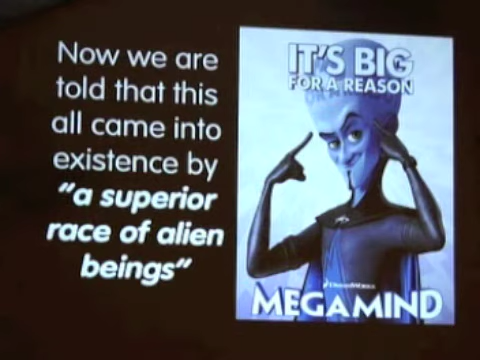 Now we are
told that this
all came into
existence by
"a superior
race of alien
beings"
IT'S BIG
FOR A REASON
DREAMWORKS
MEGAMIND